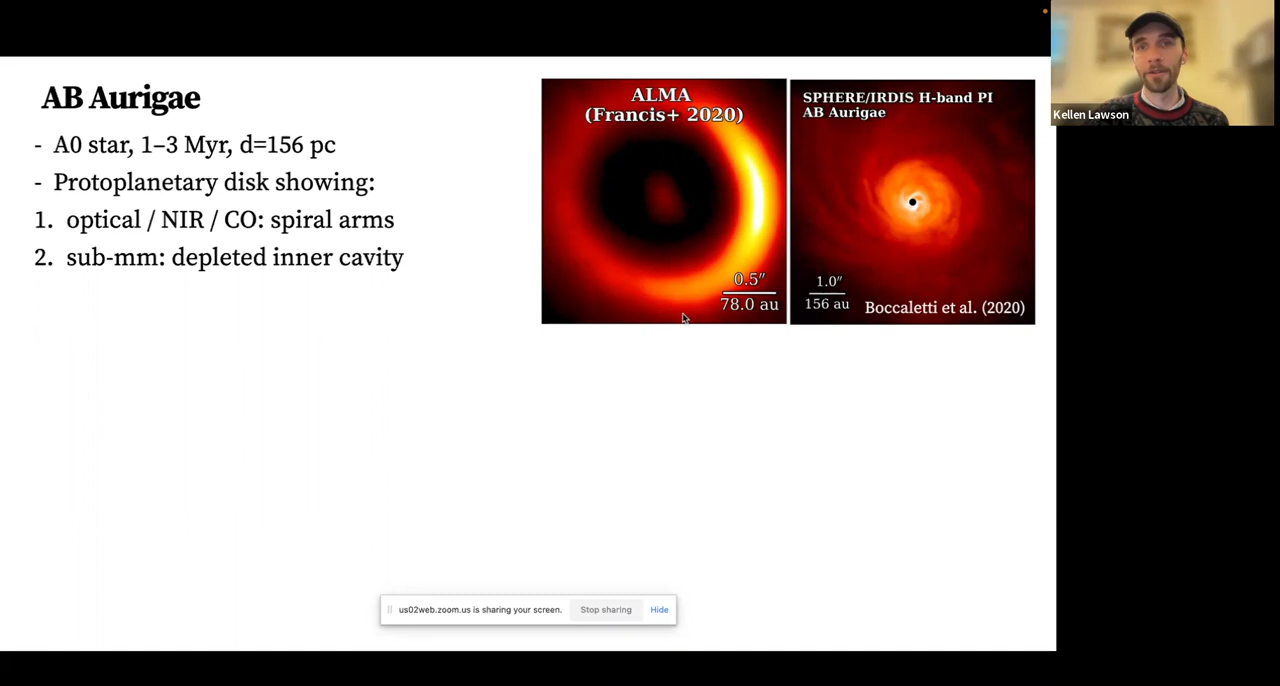 AB Aurigae
- A0 star, 1–3 Myr, d=156 pc
- Protoplanetary disk showing:
1. optical / NIR / CO: spiral arms
2. sub-mm: depleted inner cavity
ALMA
(Francis+ 2020)
0.5″
78.0 au
SPHERE/IRDIS H-band PI
AB Aurigae
1.0″
156 au
Boccaletti et al. (2020)
Kellen Lawson
us02web.zoom.us is sharing your screen.
Stop sharing
Hide